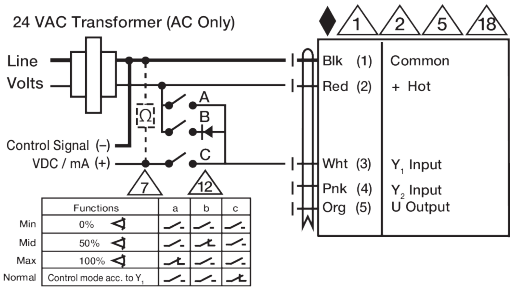 24 VAC Transformer (AC Only)
1 2 5 18
Line
Volts
Blk (1) Common
Red (2) + Hot
A
Ω
B
Control Signal (–)
C
VDC / mA (+)
Wht (3) Y1 Input
Pnk (4) Y2 Input
Org (5) U Output
7 12
Functions a b c
Min 0%
Mid 50%
Max 100%
Normal Control mode acc. to Y1